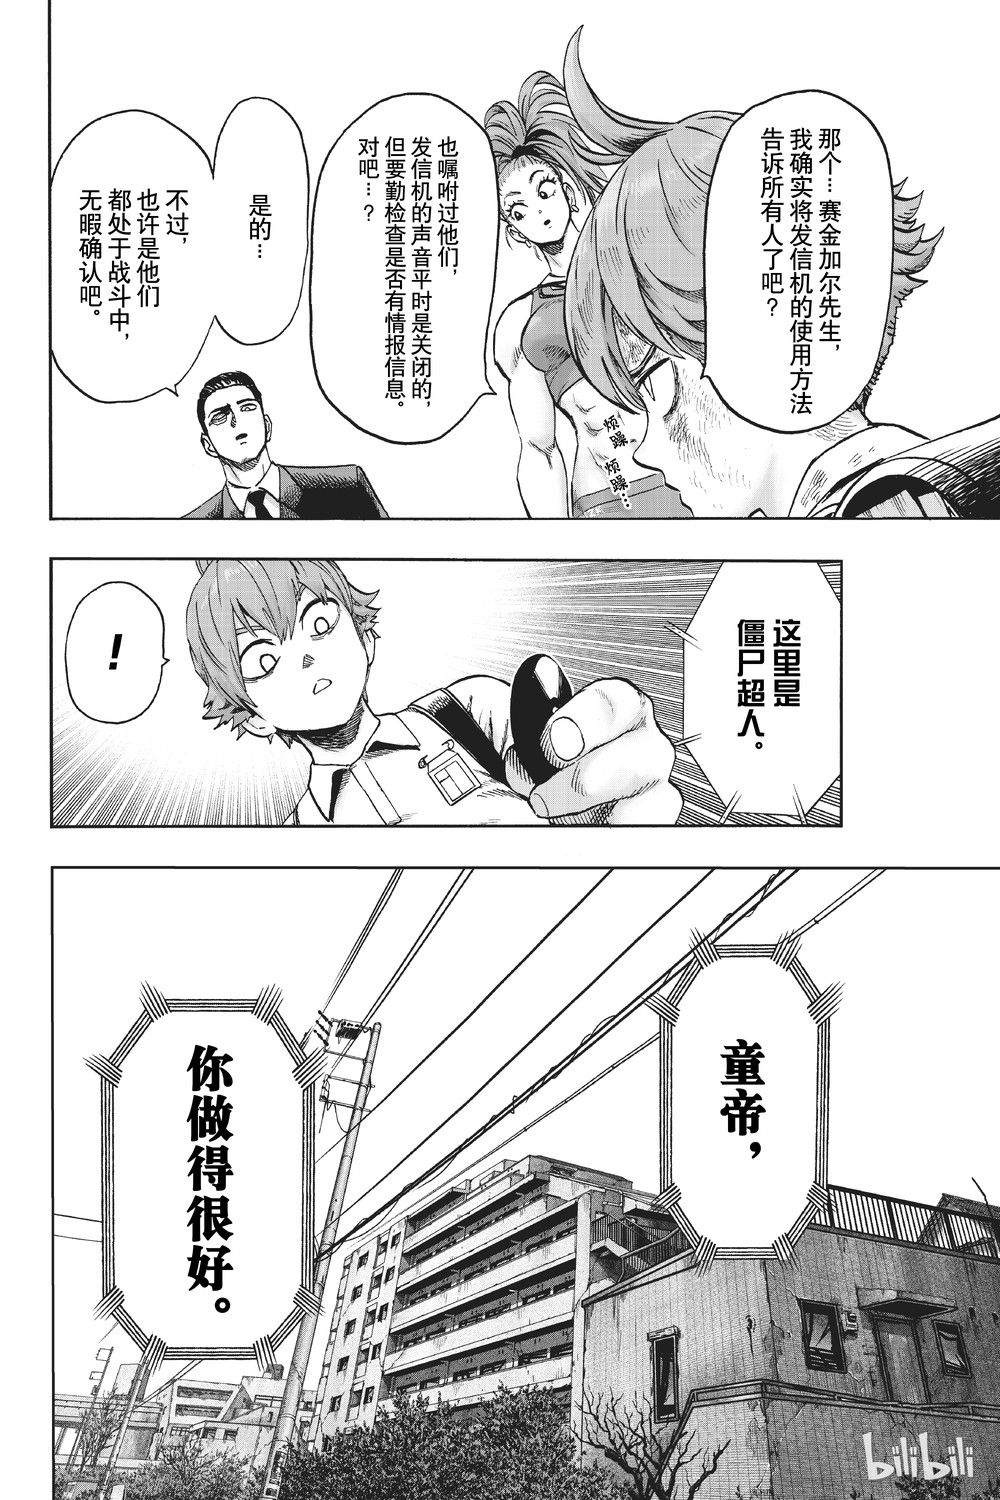 那个…赛金加尔先生，
我确实将发信机的使用方法
告诉所有人了吧？
烦躁
烦躁…
也嘱咐过他们，
发信机的声音平时是关闭的，
但要勤检查是否有情报信息。
对吧…？
是的…
不过，
也许是他们
都处于战斗中，
无暇确认吧。
这里是
僵尸超人。
！
童帝，
你做得很好。
bilibili